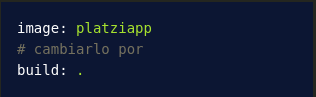 image: platziapp
# cambiarlo por
build: .